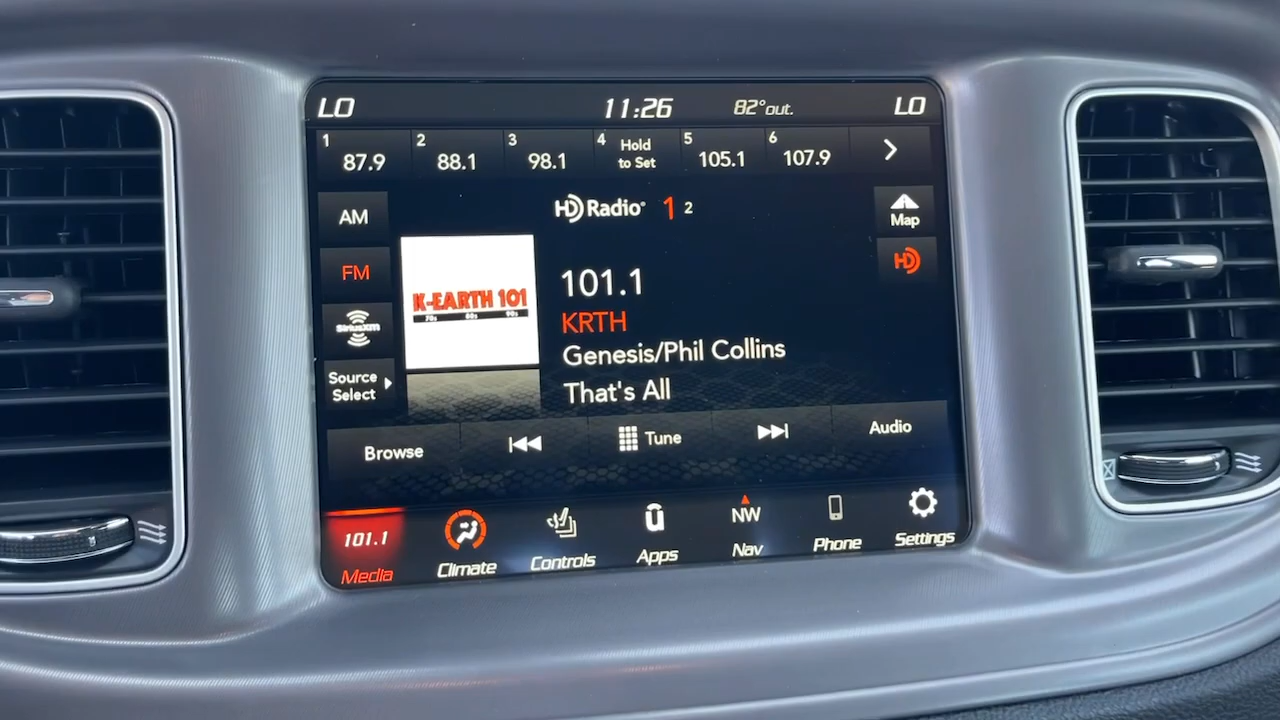 LO 11:26 82°out. LO
1 87.9 2 88.1 3 98.1 4 Hold to Set 5 105.1 6 107.9
HD Radio 1 2
AM
Map
FM
HD
SiriusXM
Source
Select
K-EARTH 101
70s 80s 90s
101.1
KRTH
Genesis/Phil Collins
That's All
Browse Tune Audio
101.1 NW
Media Climate Controls Apps Nav Phone Settings